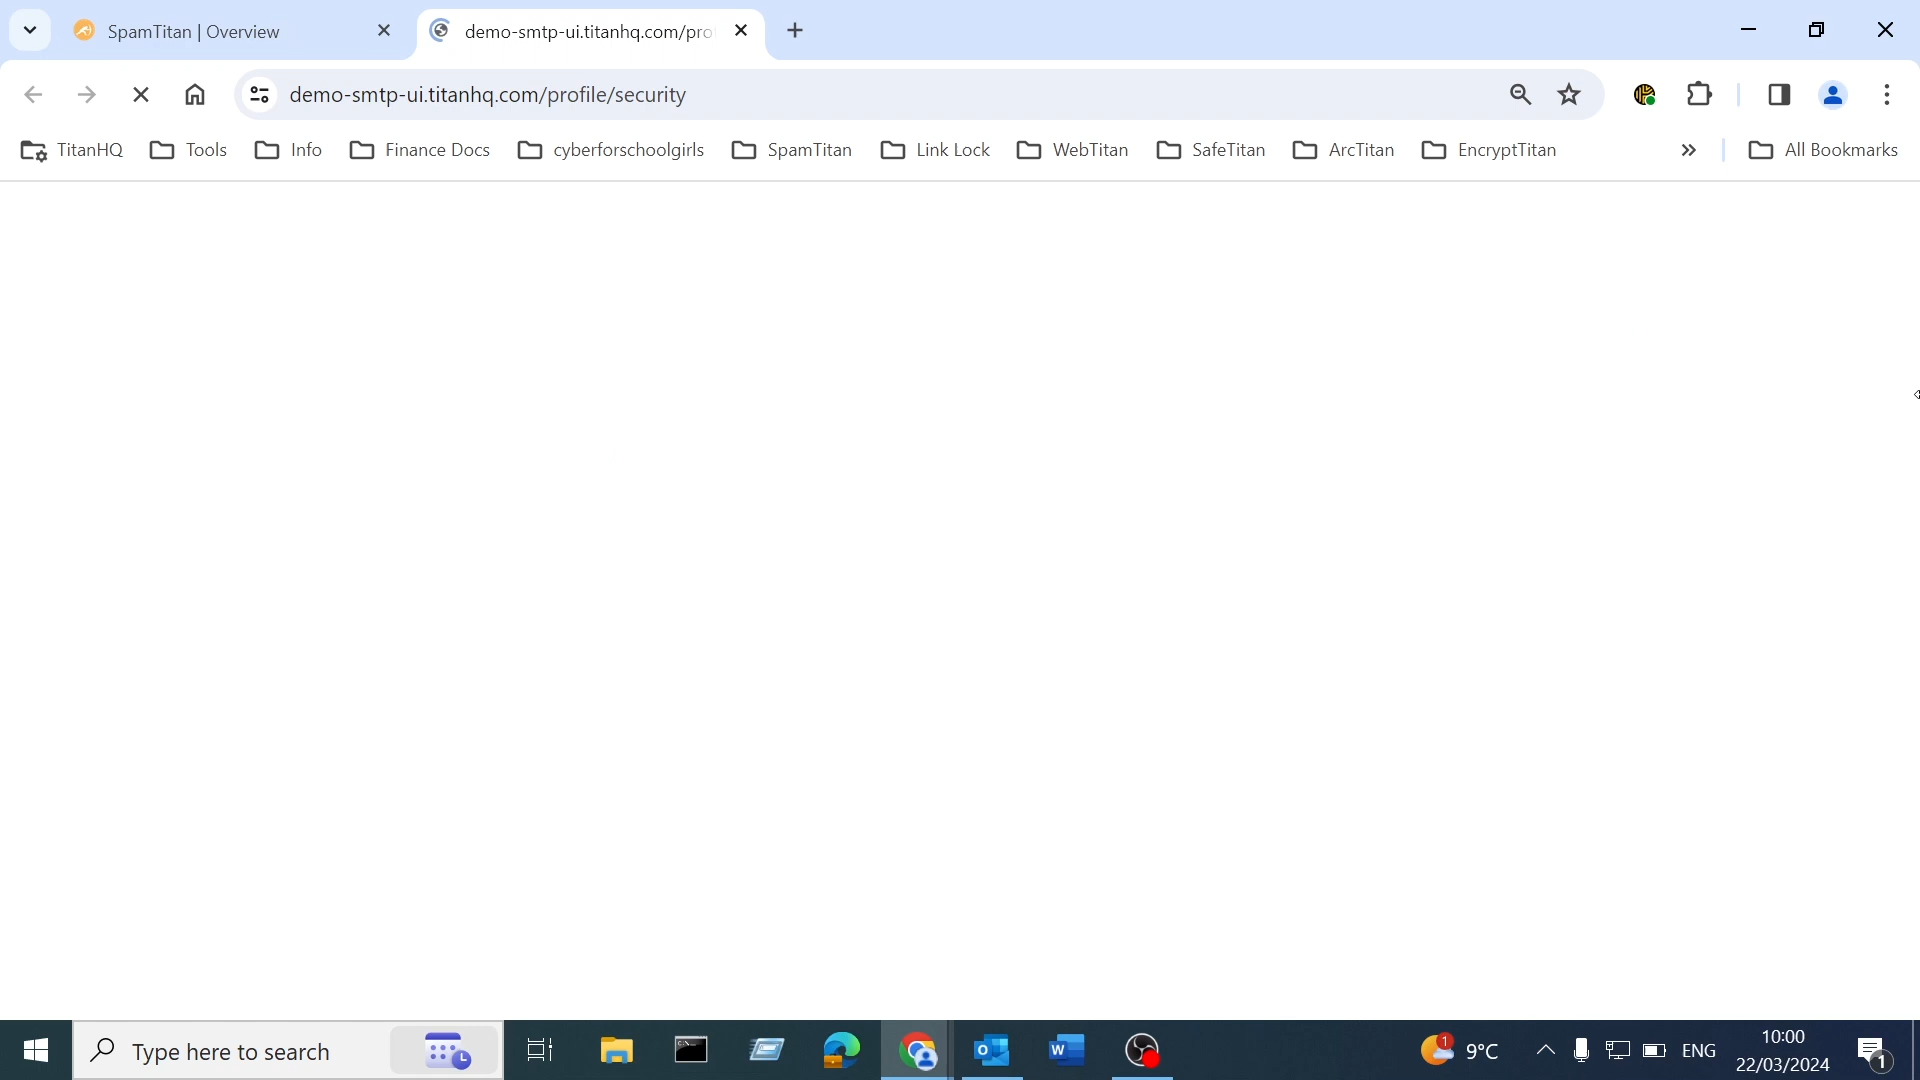 SpamTitan | Overview
demo-smtp-ui.titanhq.com/pro
demo-smtp-ui.titanhq.com/profile/security
TitanHQ
Tools
Info
Finance Docs
cyberforschoolgirls
SpamTitan
Link Lock
WebTitan
SafeTitan
ArcTitan
EncryptTitan
All Bookmarks
Type here to search
1
9°C
ENG
10:00
22/03/2024
1